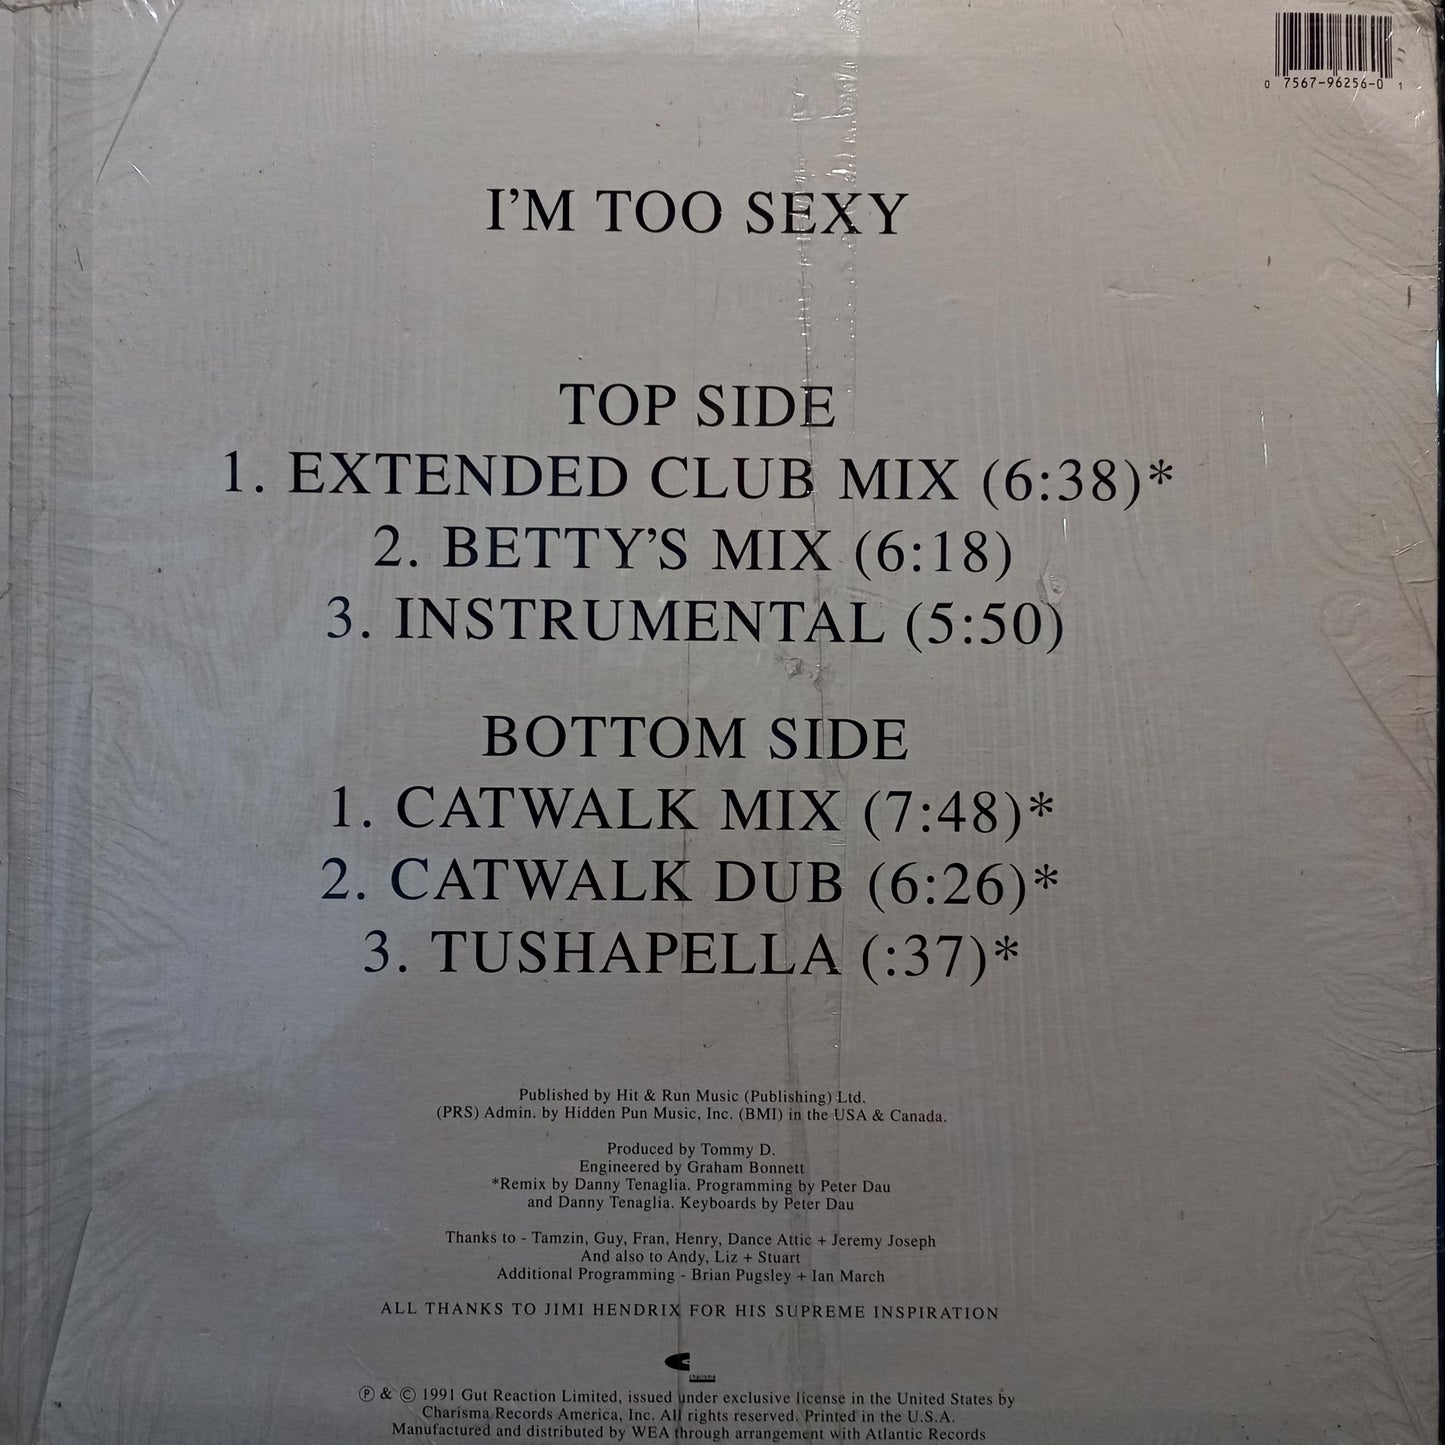 0 7567-96256-0 1
I'M TOO SEXY
TOP SIDE
1. EXTENDED CLUB MIX (6:38)*
2. BETTY'S MIX (6:18)
3. INSTRUMENTAL (5:50)
BOTTOM SIDE
1. CATWALK MIX (7:48)*
2. CATWALK DUB (6:26)*
3. TUSHAPELLA (:37)*
Published by Hit & Run Music (Publishing) Ltd.
(PRS) Admin. by Hidden Pun Music, Inc. (BMI) in the USA & Canada.
Produced by Tommy D.
Engineered by Graham Bonnett
*Remix by Danny Tenaglia. Programming by Peter Dau
and Danny Tenaglia. Keyboards by Peter Dau
Thanks to - Tamzin, Guy, Fran, Henry, Dance Attic + Jeremy Joseph
And also to Andy, Liz + Stuart
Additional Programming - Brian Pugsley + Ian March
ALL THANKS TO JIMI HENDRIX FOR HIS SUPREME INSPIRATION
charisma
℗ & © 1991 Gut Reaction Limited, issued under exclusive license in the United States by
Charisma Records America, Inc. All rights reserved. Printed in the U.S.A.
Manufactured and distributed by WEA through arrangement with Atlantic Records